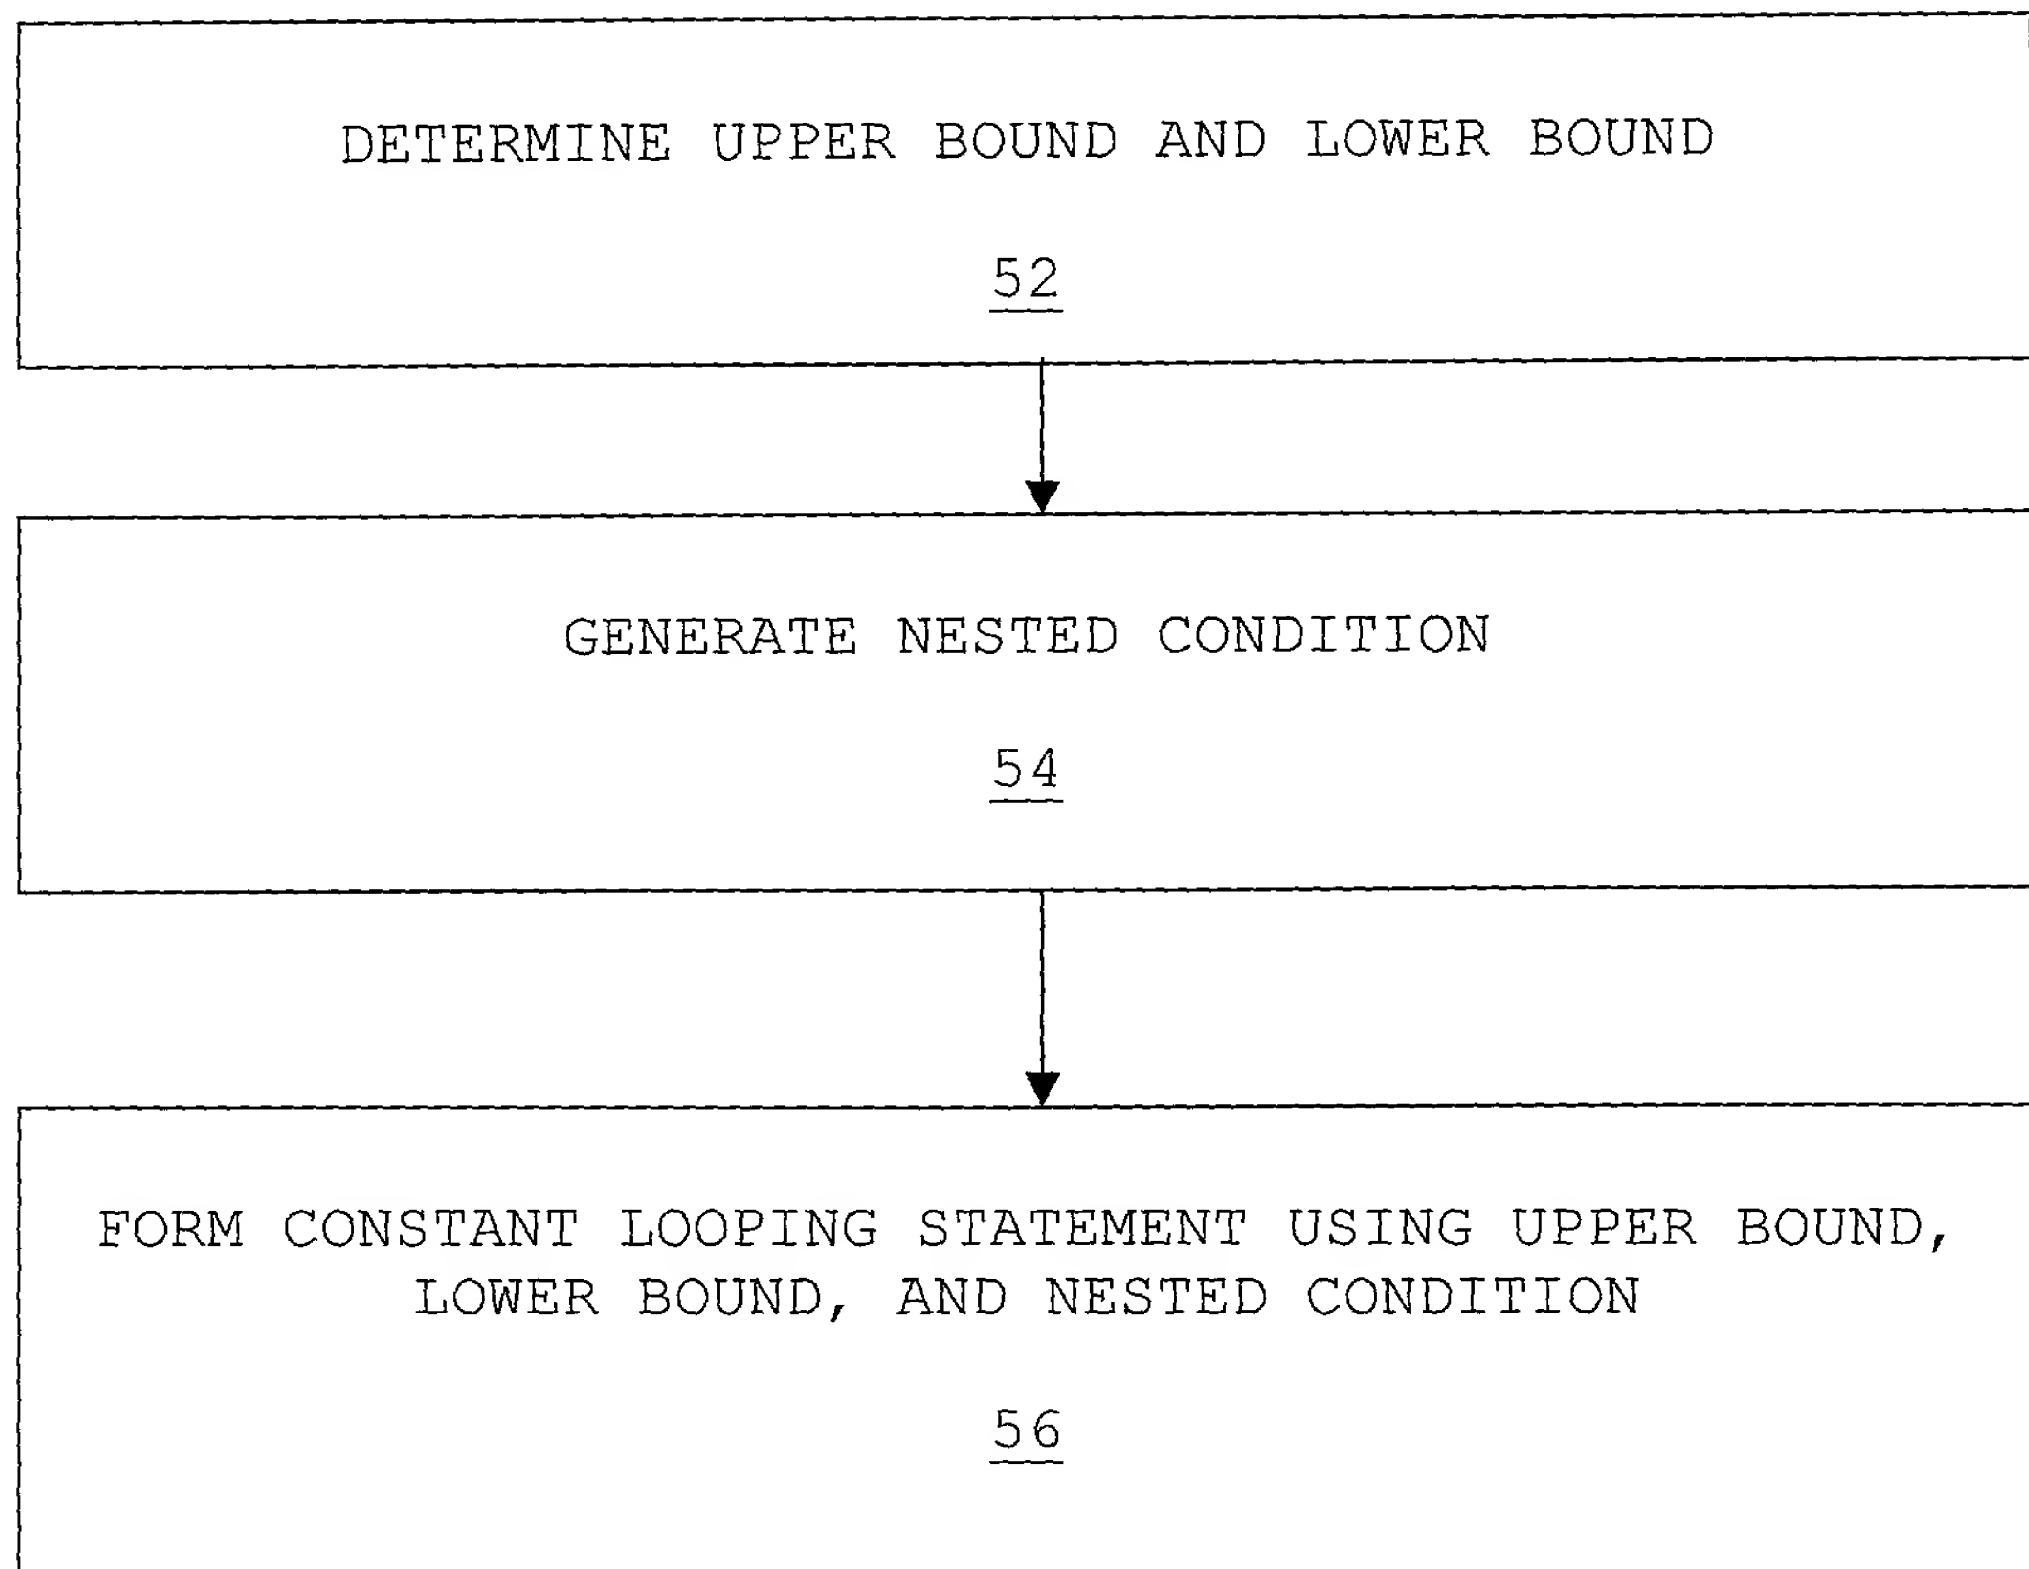 DETERMINE UPPER BOUND AND LOWER BOUND
52
GENERATE NESTED CONDITION
54
FORM CONSTANT LOOPING STATEMENT USING UPPER BOUND,
LOWER BOUND, AND NESTED CONDITION
56